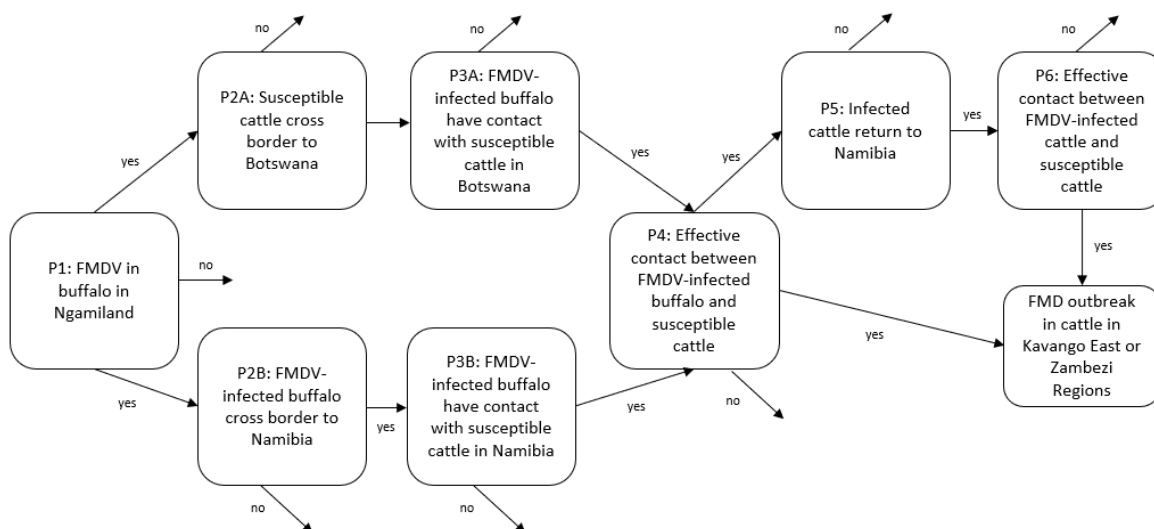 P1: FMDV in
buffalo in
Ngamiland
no
yes
yes
no
P2A: Susceptible
cattle cross
border to
Botswana
no
P3A: FMDV-
infected buffalo
have contact
with susceptible
cattle in
Botswana
yes
P2B: FMDV-
infected buffalo
cross border to
Namibia
no
yes
P3B: FMDV-
infected buffalo
have contact
with susceptible
cattle in Namibia
no
yes
P4: Effective
contact between
FMDV-infected
buffalo and
susceptible
cattle
yes
yes
no
no
P5: Infected
cattle return to
Namibia
yes
no
P6: Effective
contact between
FMDV-infected
cattle and
susceptible
cattle
yes
FMD outbreak
in cattle in
Kavango East or
Zambezi
Regions